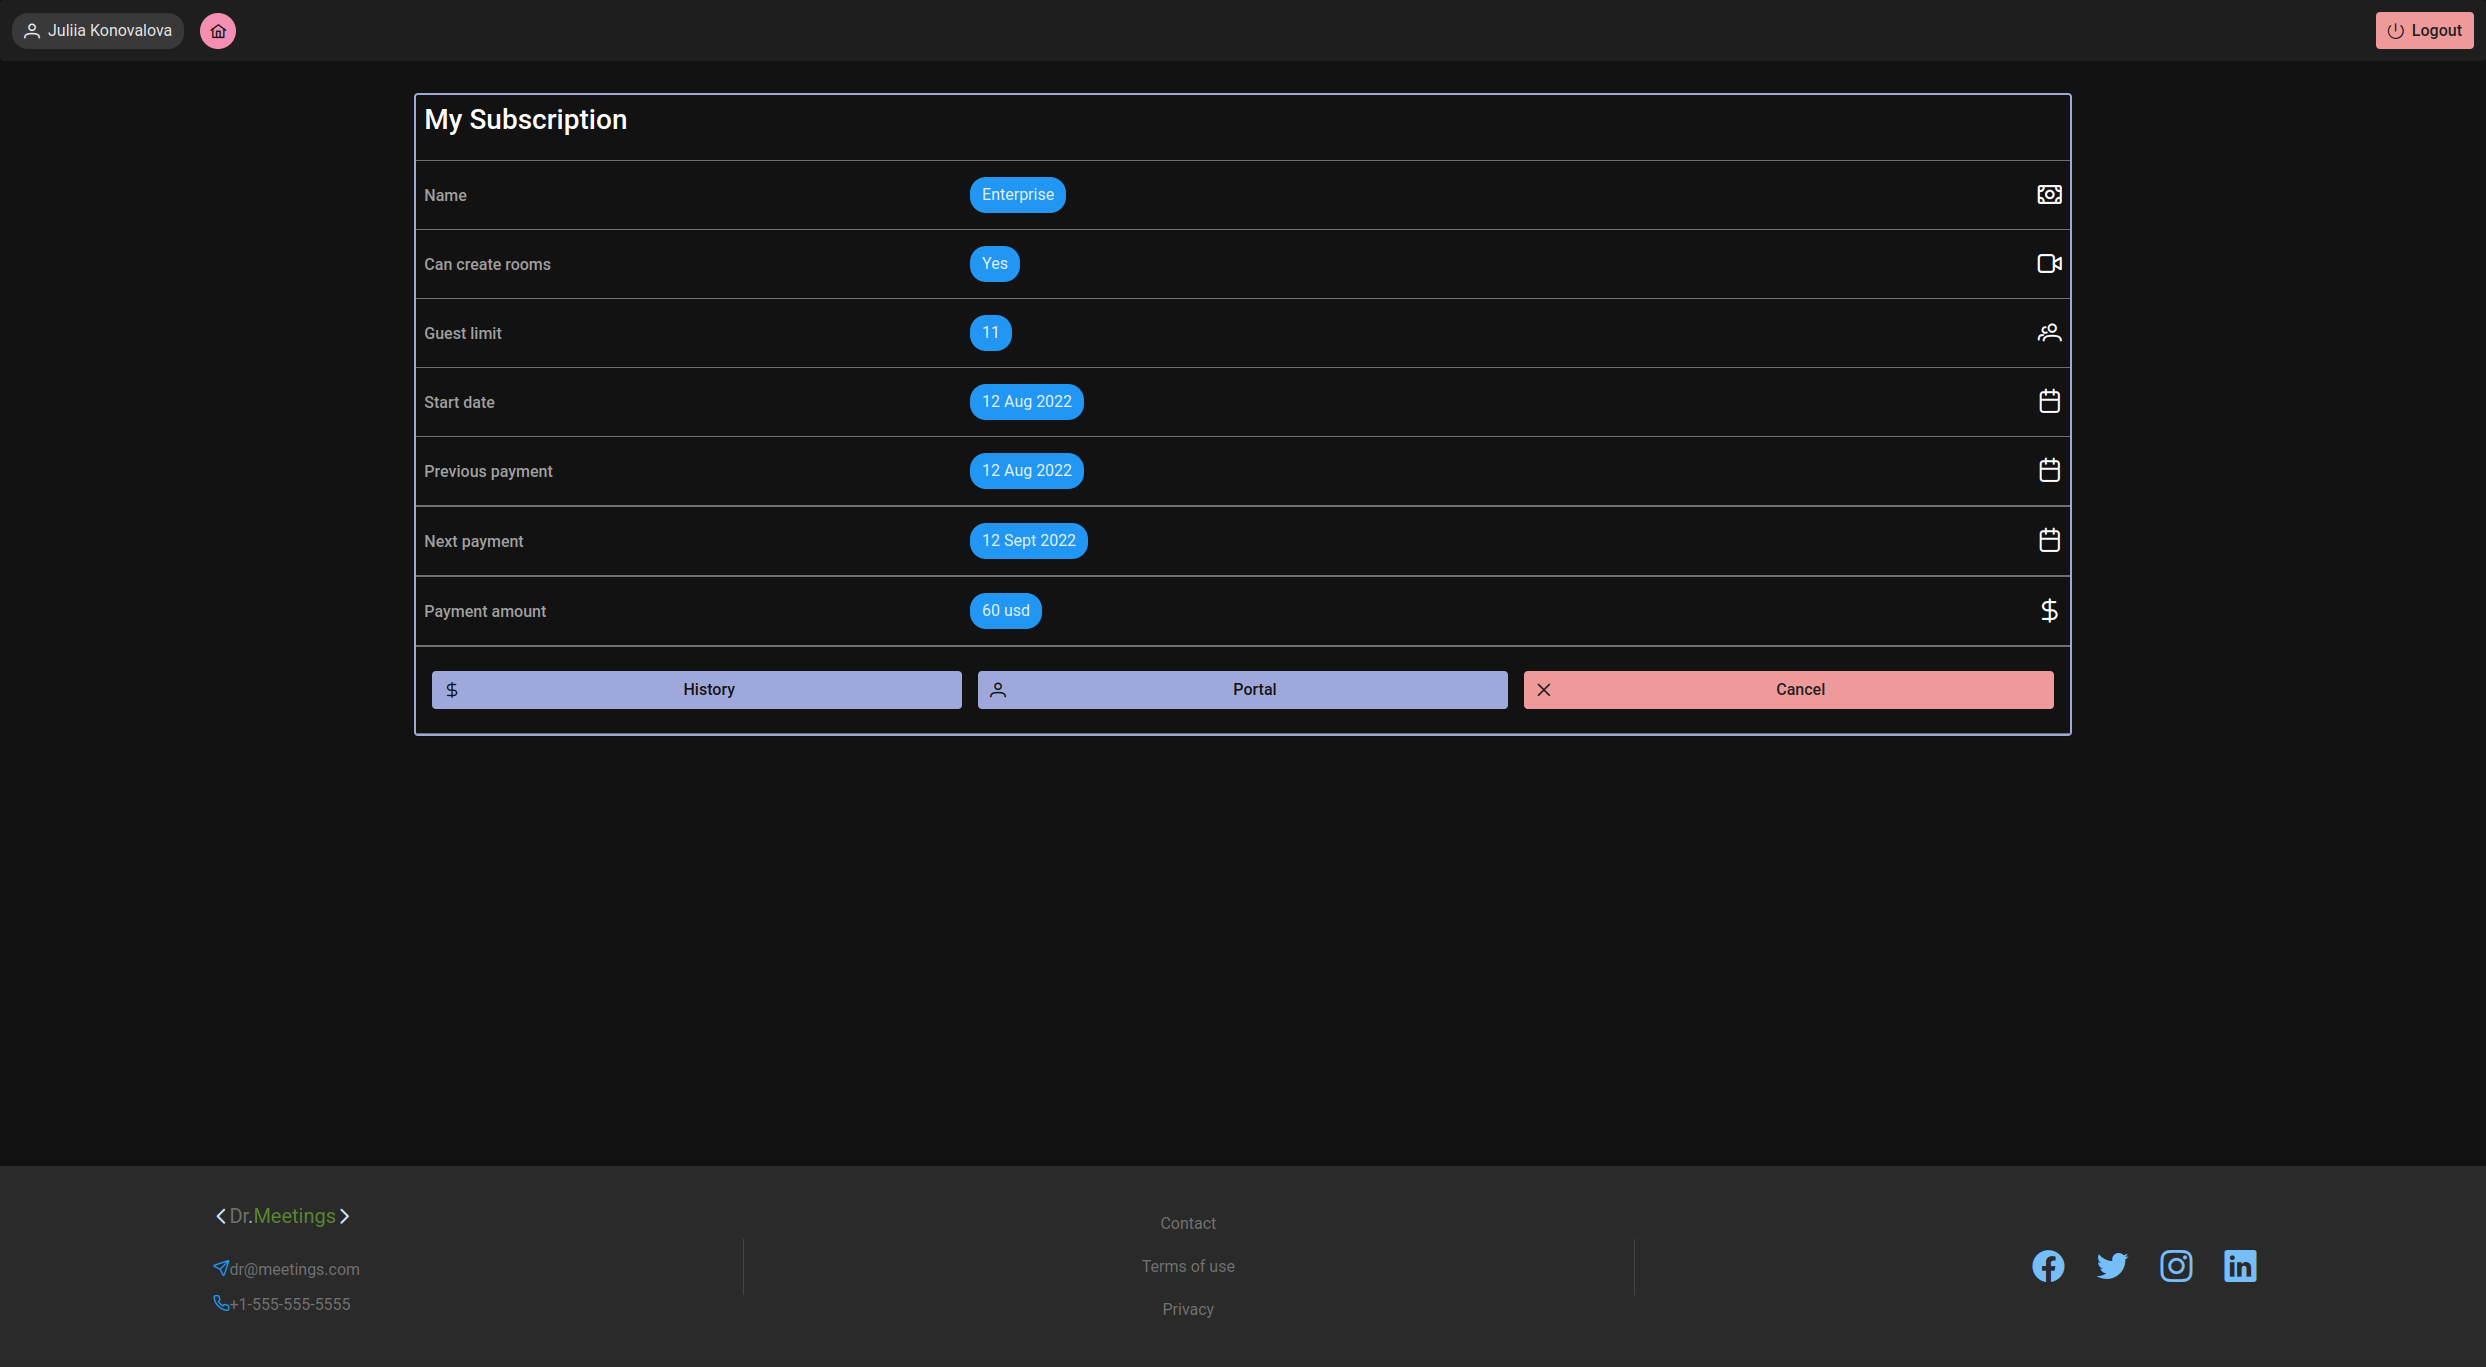 Juliia Konovalova
Logout
My Subscription
Name Enterprise
Can create rooms Yes
Guest limit 11
Start date 12 Aug 2022
Previous payment 12 Aug 2022
Next payment 12 Sept 2022
Payment amount 60 usd
History Portal Cancel
Dr.Meetings
dr@meetings.com
+1-555-555-5555
Contact
Terms of use
Privacy